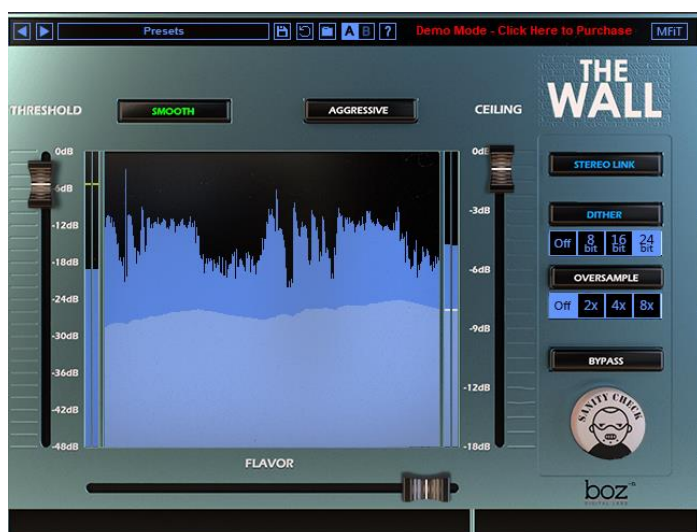 Presets
A B ?
Demo Mode - Click Here to Purchase
MFiT
THE
WALL
THRESHOLD
SMOOTH
AGGRESSIVE
CEILING
0dB
-6dB
-12dB
-18dB
-24dB
-30dB
-36dB
-42dB
-48dB
0dB
-3dB
-6dB
-9dB
-12dB
-18dB
STEREO LINK
DITHER
Off 8 bit 16 bit 24 bit
OVERSAMPLE
Off 2x 4x 8x
BYPASS
SANITY CHECK
FLAVOR
boz
DIGITAL LABS